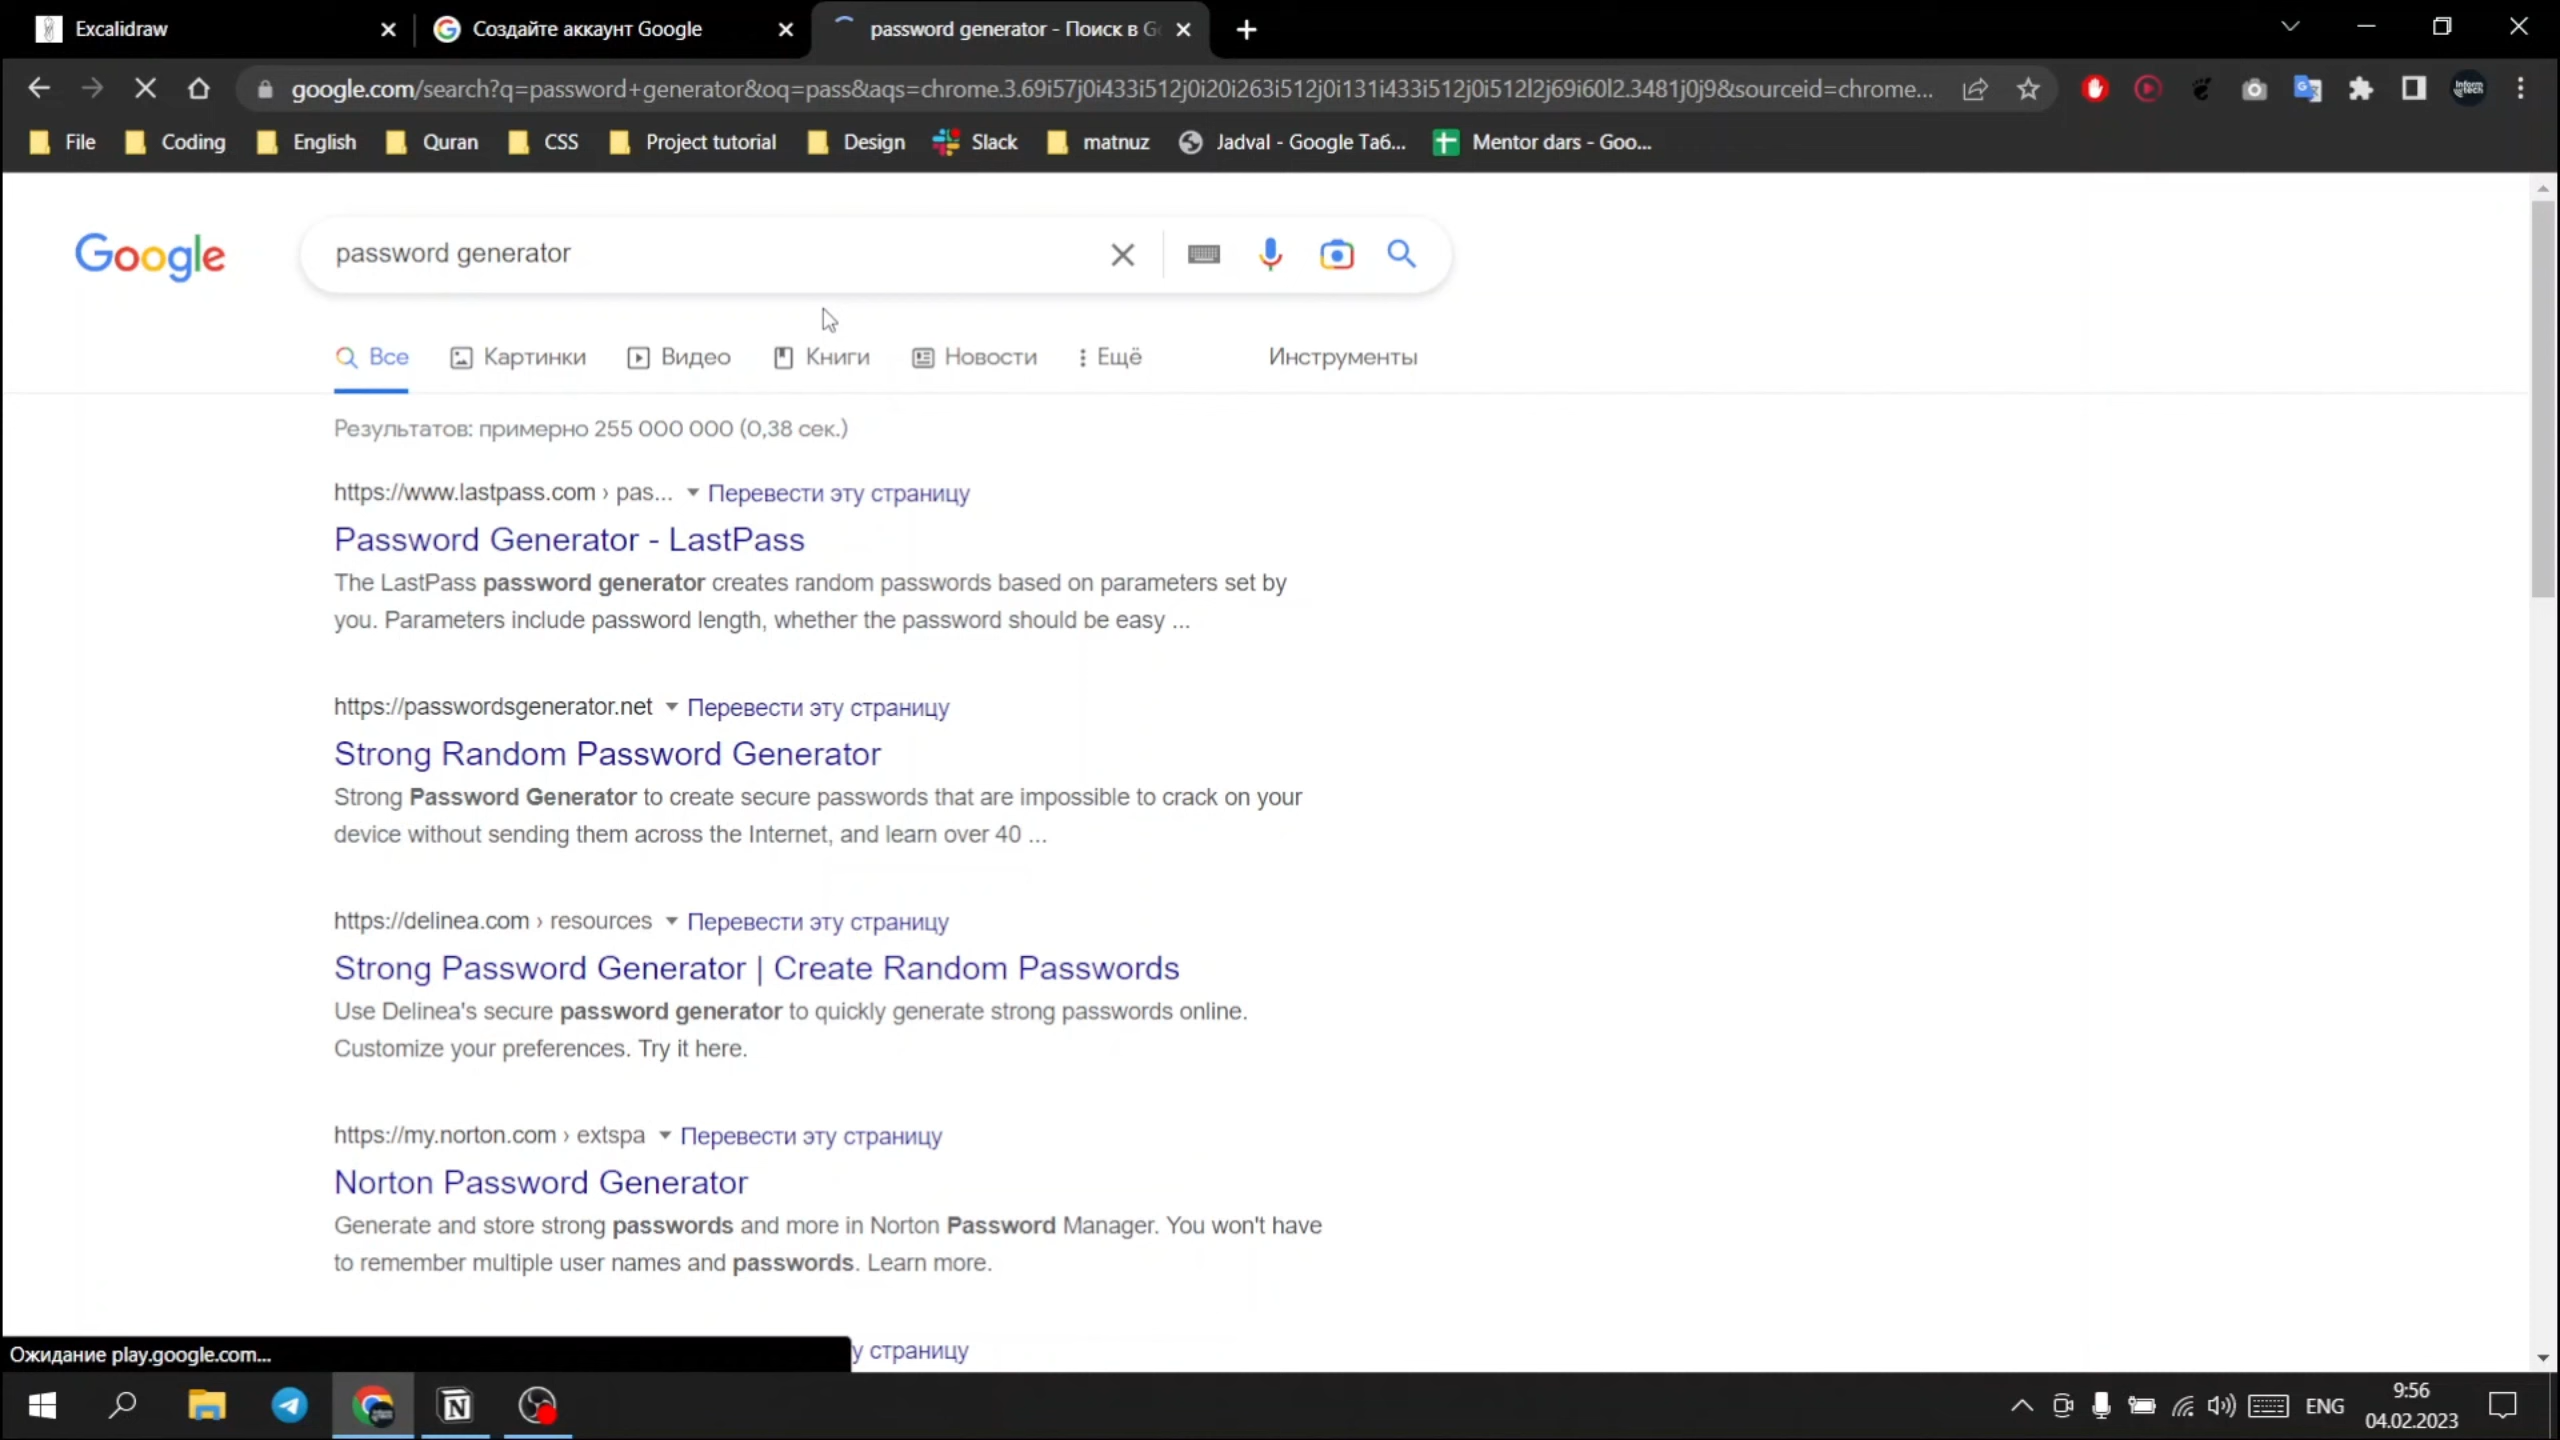 Excalidraw
Создайте аккаунт Google
password generator - Поиск в Go
google.com/search?q=password+generator&oq=pass&aqs=chrome.3.69i57j0i433i512j0i20i263i512j0i131i433i512j0i512l2j69i60l2.3481j0j9&sourceid=chrome...
File Coding English Quran CSS Project tutorial Design Slack matnuz Jadval - Google Таб... Mentor dars - Goo...
Google
password generator
Все Картинки Видео Книги Новости Ещё Инструменты
Результатов: примерно 255 000 000 (0,38 сек.)
https://www.lastpass.com › pas... Перевести эту страницу
Password Generator - LastPass
The LastPass password generator creates random passwords based on parameters set by
you. Parameters include password length, whether the password should be easy ...
https://passwordsgenerator.net Перевести эту страницу
Strong Random Password Generator
Strong Password Generator to create secure passwords that are impossible to crack on your
device without sending them across the Internet, and learn over 40 ...
https://delinea.com › resources Перевести эту страницу
Strong Password Generator | Create Random Passwords
Use Delinea's secure password generator to quickly generate strong passwords online.
Customize your preferences. Try it here.
https://my.norton.com › extspa Перевести эту страницу
Norton Password Generator
Generate and store strong passwords and more in Norton Password Manager. You won't have
to remember multiple user names and passwords. Learn more.
Ожидание play.google.com... у страницу
ENG
9:56
04.02.2023